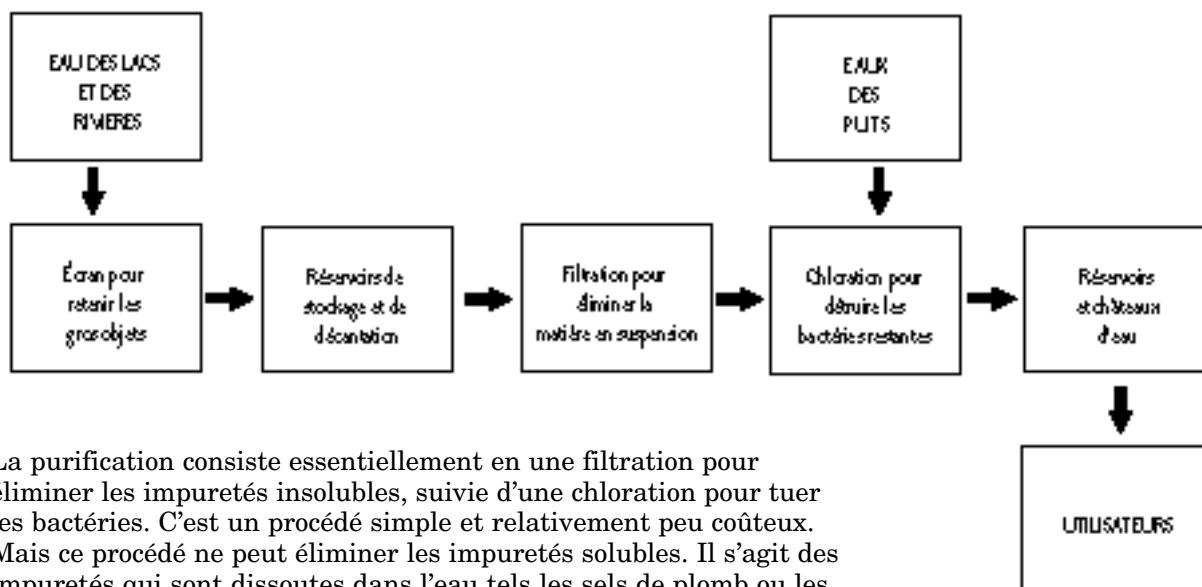 EAU DES LACS
ET DES
RIVIERES
EAUX
DES
PUITS
Écran pour
retenir les
gros objets
Réservoirs de
stockage et de
décantation
Filtration pour
éliminer la
matière en suspension
Chloration pour
détruire les
bactéries restantes
Réservoirs
et châteaux
d'eau
UTILISATEURS
La purification consiste essentiellement en une filtration pour
éliminer les impuretés insolubles, suivie d'une chloration pour tuer
les bactéries. C'est un procédé simple et relativement peu coûteux.
Mais ce procédé ne peut éliminer les impuretés solubles. Il s'agit des
impuretés qui sont dissoutes dans l'eau tels les sels de plomb ou les